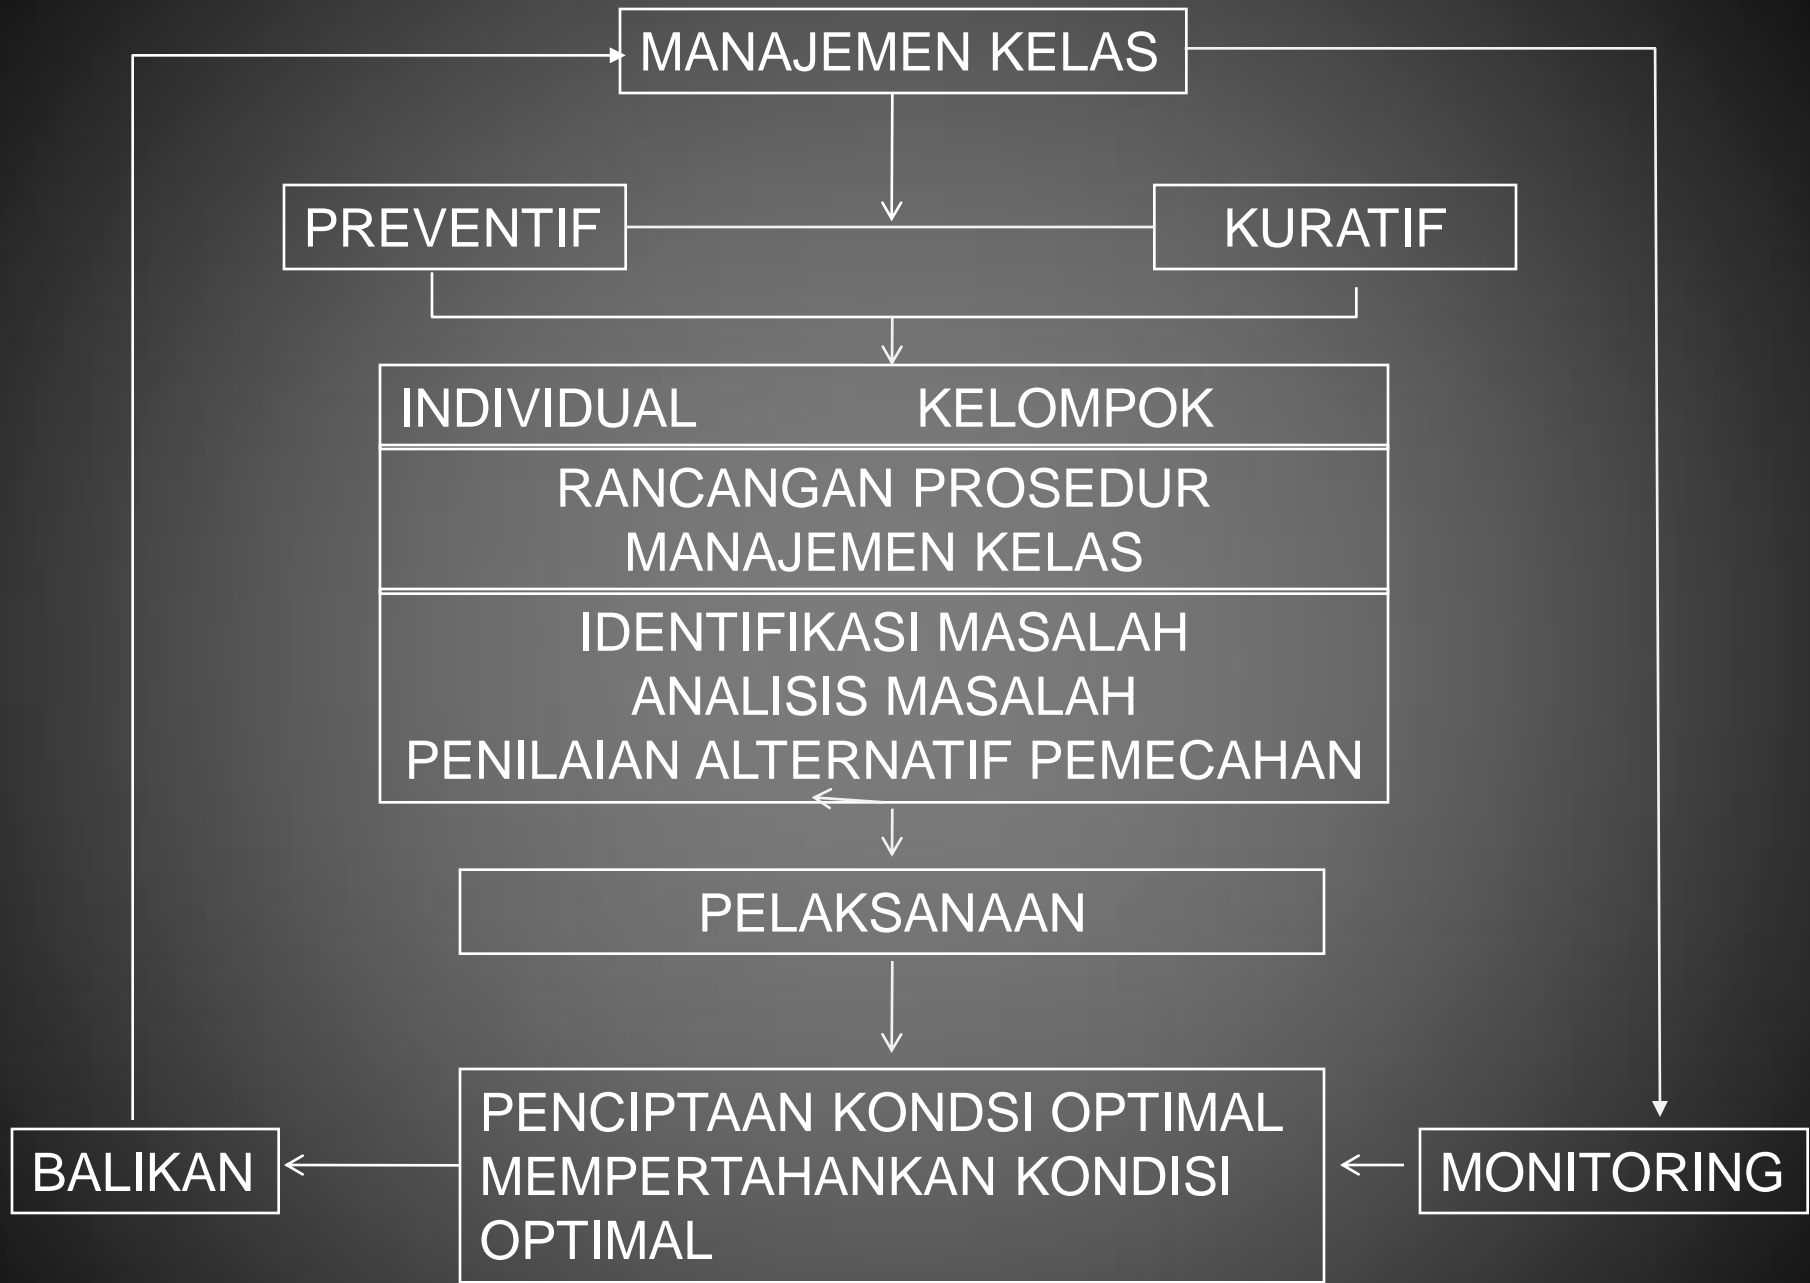 MANAJEMEN KELAS
PREVENTIF
KURATIF
INDIVIDUAL KELOMPOK
RANCANGAN PROSEDUR
MANAJEMEN KELAS
IDENTIFIKASI MASALAH
ANALISIS MASALAH
PENILAIAN ALTERNATIF PEMECAHAN
PELAKSANAAN
PENCIPTAAN KONDSI OPTIMAL
MEMPERTAHANKAN KONDISI
OPTIMAL
BALIKAN
MONITORING